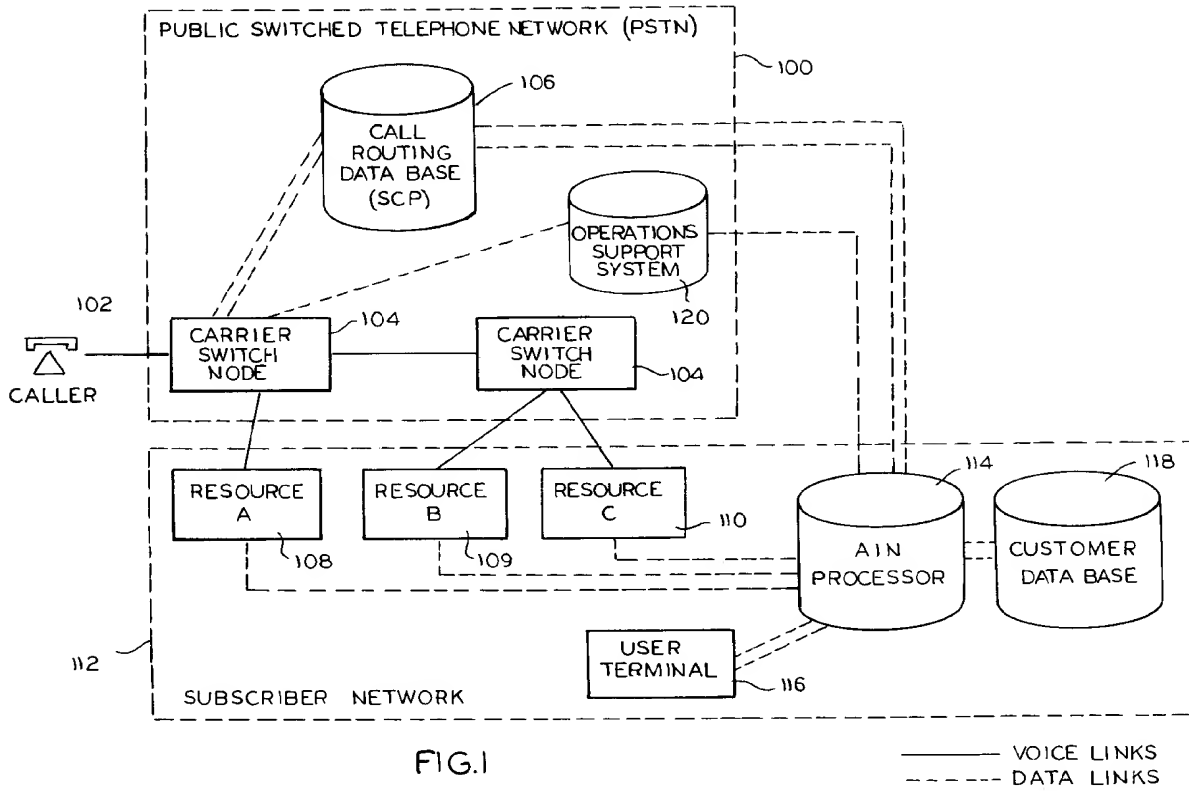 PUBLIC SWITCHED TELEPHONE NETWORK (PSTN)
100
106
CALL
ROUTING
DATA BASE
(SCP)
OPERATIONS
SUPPORT
SYSTEM
120
102
CALLER
CARRIER
SWITCH
NODE
104
CARRIER
SWITCH
NODE
104
RESOURCE
A
108
RESOURCE
B
109
RESOURCE
C
110
114
AIN
PROCESSOR
118
CUSTOMER
DATA BASE
USER
TERMINAL
116
112
SUBSCRIBER NETWORK
FIG.1
VOICE LINKS
DATA LINKS